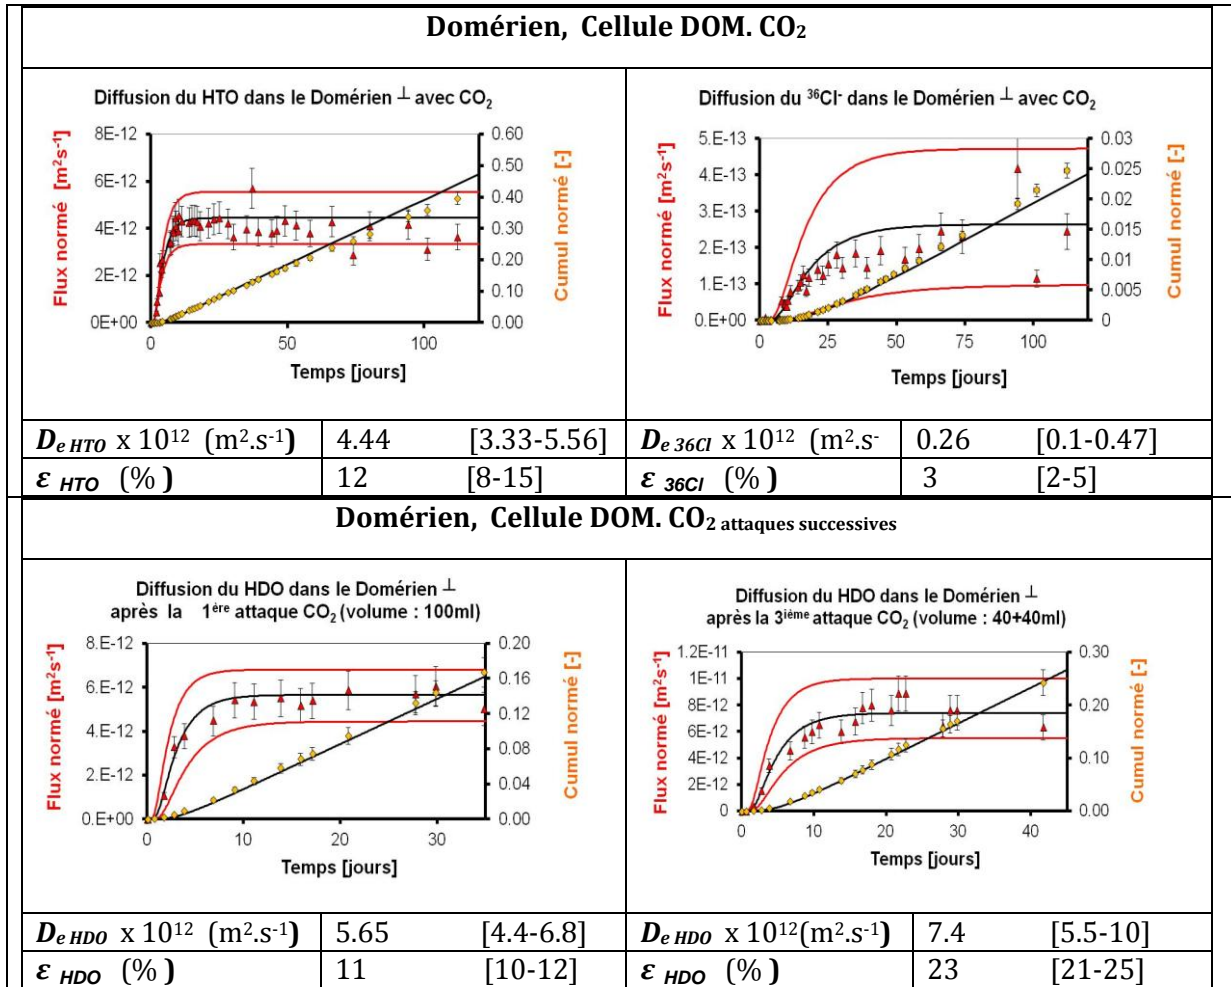 Domérien, Cellule DOM. CO₂
Diffusion du HTO dans le Domérien ⊥ avec CO₂
Flux normé [m²s⁻¹]
8E-12
6E-12
4E-12
2E-12
0E+00
0.60
0.50
0.40
0.30
0.20
0.10
0.00
Cumul normé [-]
0 50 100
Temps [jours]
Diffusion du ³⁶Cl⁻ dans le Domérien ⊥ avec CO₂
Flux normé [m²s⁻¹]
5.E-13
4.E-13
3.E-13
2.E-13
1.E-13
0.E+00
0.03
0.025
0.02
0.015
0.01
0.005
0
Cumul normé [-]
0 25 50 75 100
Temps [jours]
D e HTO x 10¹² (m².s⁻¹) 4.44 [3.33-5.56] D e 36Cl x 10¹² (m².s⁻ 0.26 [0.1-0.47]
ε HTO (% ) 12 [8-15] ε 36Cl (% ) 3 [2-5]
Domérien, Cellule DOM. CO₂ attaques successives
Diffusion du HDO dans le Domérien ⊥
après la 1ère attaque CO₂ (volume : 100ml)
Flux normé [m²s⁻¹]
8.E-12
6.E-12
4.E-12
2.E-12
0.E+00
0.20
0.16
0.12
0.08
0.04
0.00
Cumul normé [-]
0 10 20 30
Temps [jours]
Diffusion du HDO dans le Domérien ⊥
après la 3ième attaque CO₂ (volume : 40+40ml)
Flux normé [m²s⁻¹]
1.2E-11
1E-11
8E-12
6E-12
4E-12
2E-12
0
0.30
0.20
0.10
0.00
Cumul normé [-]
0 10 20 30 40
Temps [jours]
D e HDO x 10¹² (m².s⁻¹) 5.65 [4.4-6.8] D e HDO x 10¹²(m².s⁻¹) 7.4 [5.5-10]
ε HDO (% ) 11 [10-12] ε HDO (% ) 23 [21-25]